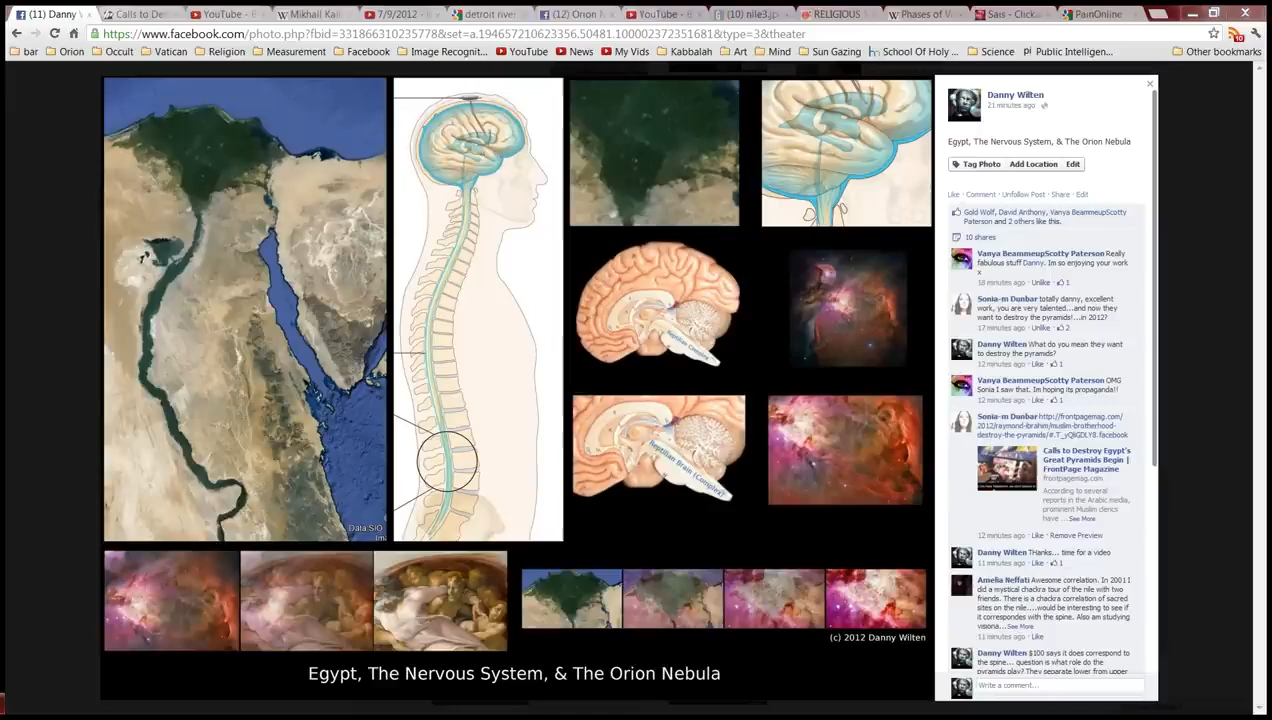 (11) Danny W
Calls to De
YouTube - B
Mikhail Kali
7/9/2012 -
detroit river
(12) Orion N
YouTube - B
(10) nile3.jp
RELIGIOUS
Phases of V
Sais - Click
PainOnline
https://www.facebook.com/photo.php?fbid=331866310235778&set=a.194657210623356.50481.100002372351681&type=3&theater
bar
Orion
Occult
Vatican
Religion
Measurement
Facebook
Image Recognit...
YouTube
News
My Vids
Kabbalah
Art
Mind
Sun Gazing
School Of Holy ...
Science
Public Intelligen...
Other bookmarks
Data SIO
Reptilian Complex
Reptilian Brain (Complex)?
(c) 2012 Danny Wilten
Egypt, The Nervous System, & The Orion Nebula
Danny Wilten
21 minutes ago
Egypt, The Nervous System, & The Orion Nebula
Tag Photo Add Location Edit
Like · Comment · Unfollow Post · Share · Edit
Gold Wolf, David Anthony, Vanya BeammeupScotty
Paterson and 2 others like this.
10 shares
Vanya BeammeupScotty Paterson Really
fabulous stuff Danny. Im so enjoying your work
x
18 minutes ago · Unlike · 1
Sonia-m Dunbar totally danny, excellent
work, you are very talented...and now they
want to destroy the pyramids!...in 2012?
17 minutes ago · Unlike · 2
Danny Wilten What do you mean they want
to destroy the pyramids?
12 minutes ago · Like · 1
Vanya BeammeupScotty Paterson OMG
Sonia I saw that. Im hoping its propaganda!!
12 minutes ago · Like · 1
Sonia-m Dunbar http://frontpagemag.com/
2012/raymond-ibrahim/muslim-brotherhood-
destroy-the-pyramids/#.T_yQliGDLY8.facebook
Calls to Destroy Egypt's
Great Pyramids Begin |
FrontPage Magazine
frontpagemag.com
According to several
reports in the Arabic media,
prominent Muslim clerics
have ...See More
12 minutes ago · Like · Remove Preview
Danny Wilten THanks... time for a video
11 minutes ago · Like · 1
Amelia Neffati Awesome correlation. In 2001 I
did a mystical chackra tour of the nile with two
friends. There is a chakra correlation of sacred
sites on the nile....would be interesting to see if
it correspondes with the spine. Also am studying
visiona...See More
11 minutes ago · Like
Danny Wilten $100 says it does correspond to
the spine... question is what role do the
pyramids play? They separate lower from upper
Write a comment...